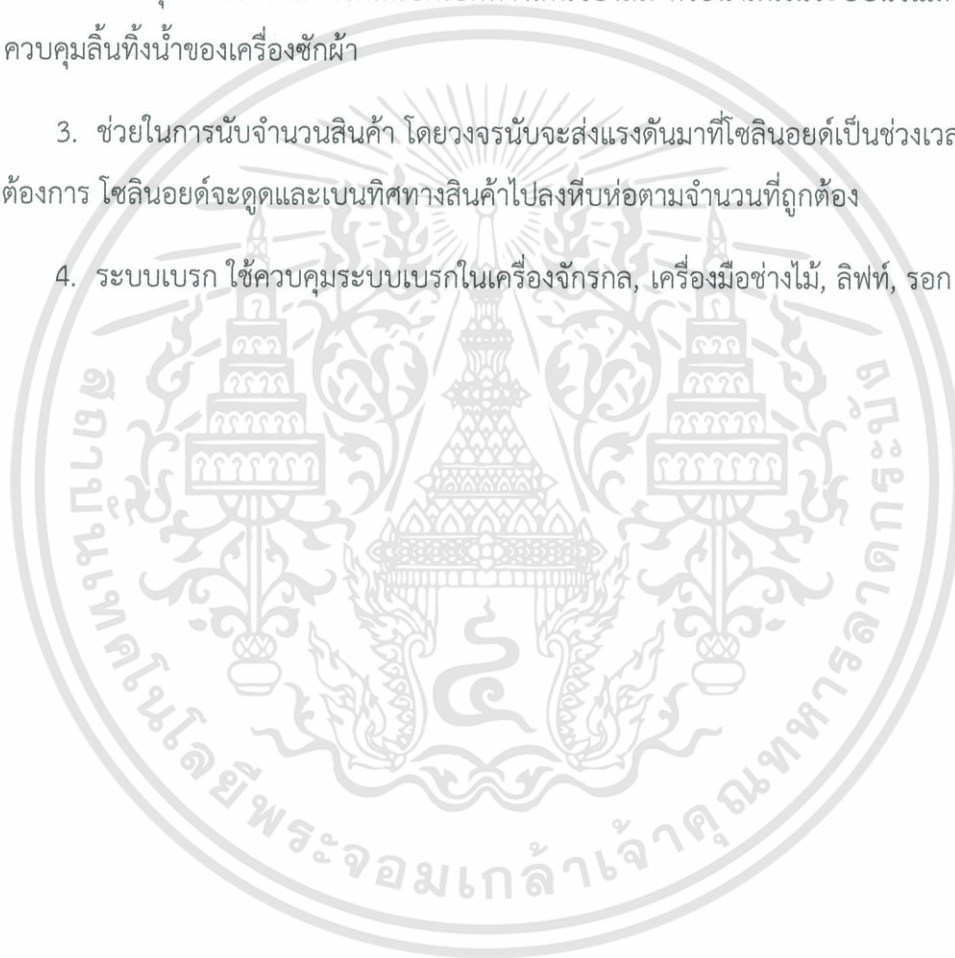 ควบคุมลิ้นทิ้งน้ำของเครื่องซักผ้า
3. ช่วยในการนับจำนวนสินค้า โดยวงจรนับจะส่งแรงดันมาที่โซลินอยด์เป็นช่วงเวล
ต้องการ โซลินอยด์จะดูดและเบนทิศทางสินค้าไปลงหีบห่อตามจำนวนที่ถูกต้อง
4. ระบบเบรก ใช้ควบคุมระบบเบรกในเครื่องจักรกล, เครื่องมือช่างไม้, ลิฟท์, รอก
สถาบันเทคโนโลยีพระจอมเกล้าเจ้าคุณทหารลาดกระบัง